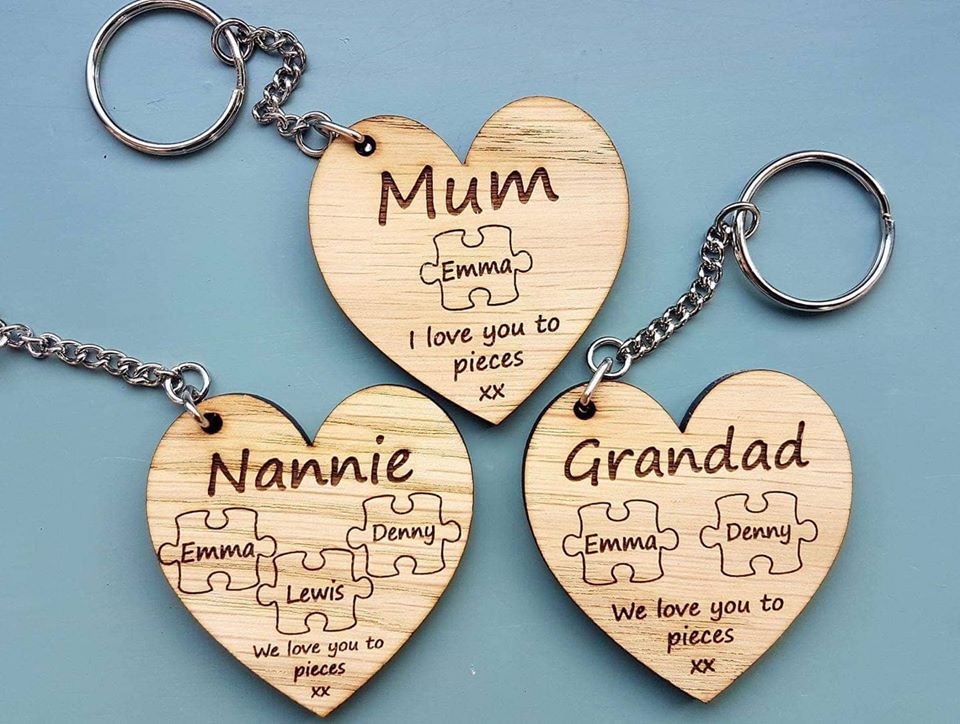 Mum
Emma
I love you to
pieces
xx
Nannie
Emma
Lewis
Denny
We love you to
pieces
xx
Grandad
Emma
Denny
We love you to
pieces
xx